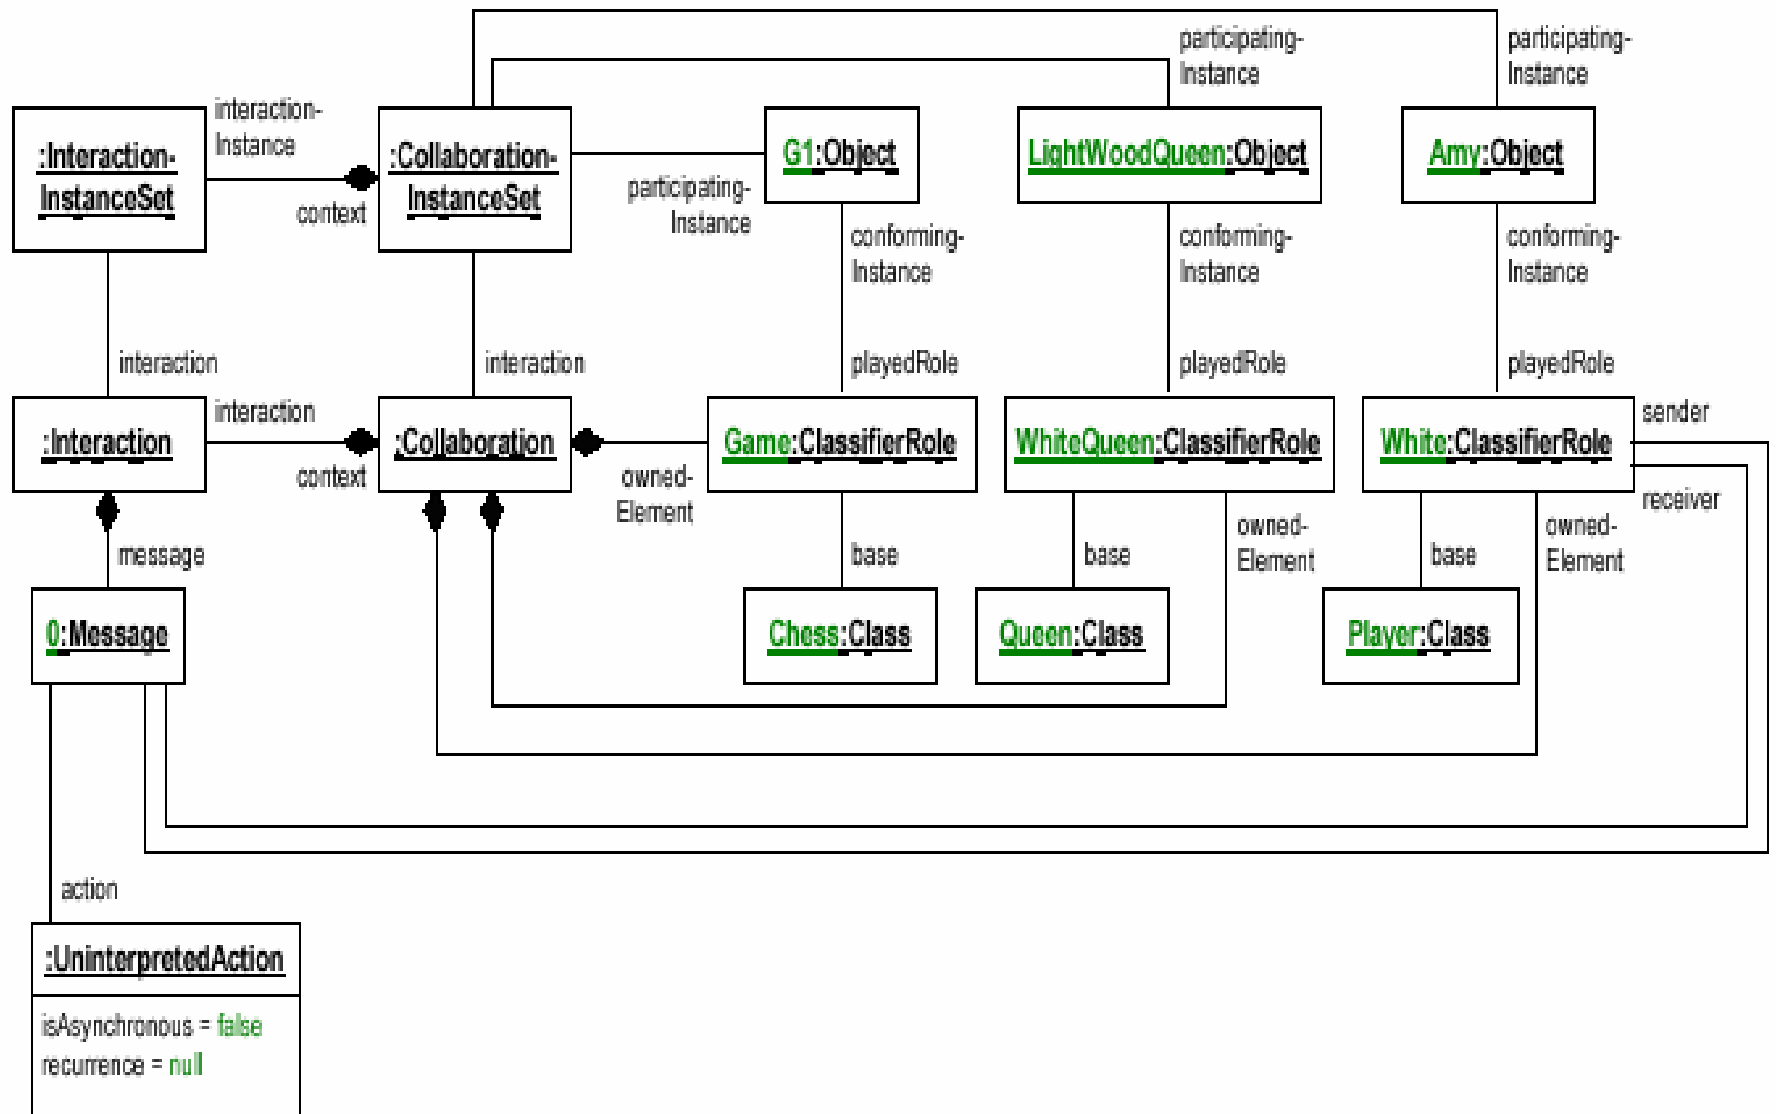 participating-
Instance
participating-
Instance
interaction-
Instance
:Interaction-
InstanceSet
context
:Collaboration-
InstanceSet
participating-
Instance
G1:Object
LightWoodQueen:Object
Amy:Object
conforming-
Instance
conforming-
Instance
conforming-
Instance
interaction
interaction
playedRole
playedRole
playedRole
:Interaction
interaction
context
:Collaboration
owned-
Element
Game:ClassifierRole
WhiteQueen:ClassifierRole
White:ClassifierRole
sender
receiver
message
base
base
owned-
Element
base
owned-
Element
0:Message
Chess:Class
Queen:Class
Player:Class
action
:UninterpretedAction
isAsynchronous = false
recurrence = null